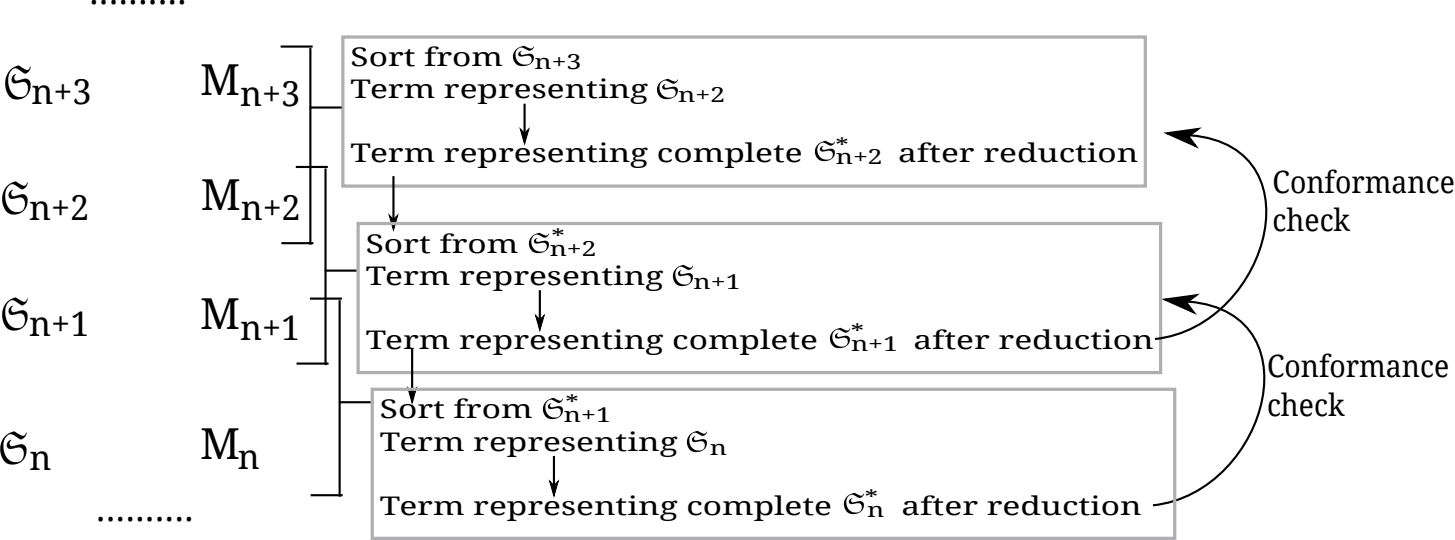 ..........
𝔖n+3 Mn+3
Sort from 𝔖n+3
Term representing 𝔖n+2
Term representing complete 𝔖*n+2 after reduction
Conformance
check
𝔖n+2 Mn+2
Sort from 𝔖*n+2
Term representing 𝔖n+1
Term representing complete 𝔖*n+1 after reduction
Conformance
check
𝔖n+1 Mn+1
Sort from 𝔖*n+1
Term representing 𝔖n
Term representing complete 𝔖*n after reduction
𝔖n Mn
..........